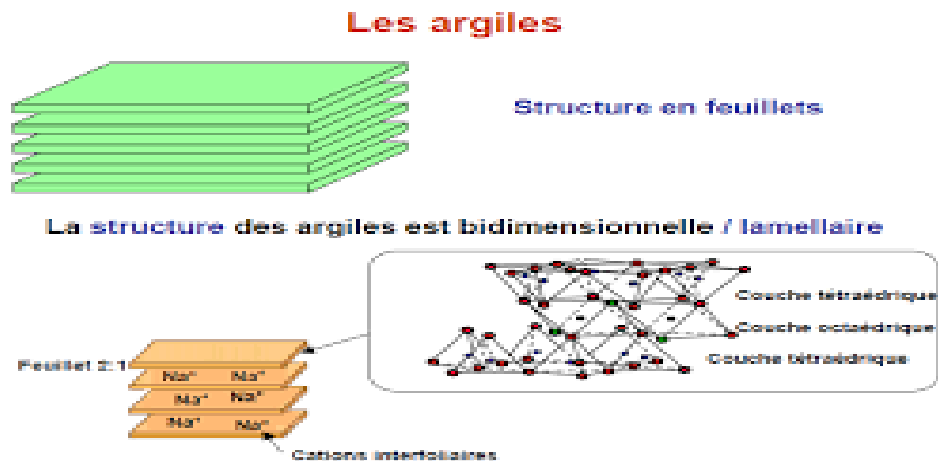 Les argiles
Structure en feuillets
La structure des argiles est bidimensionnelle / lamellaire
Couche tétraédrique
Couche octaédrique
Couche tétraédrique
Feuillet 2:1
Na⁺ Na⁺
Na⁺ Na⁺
Na⁺ Na⁺
Cations interfoliaires